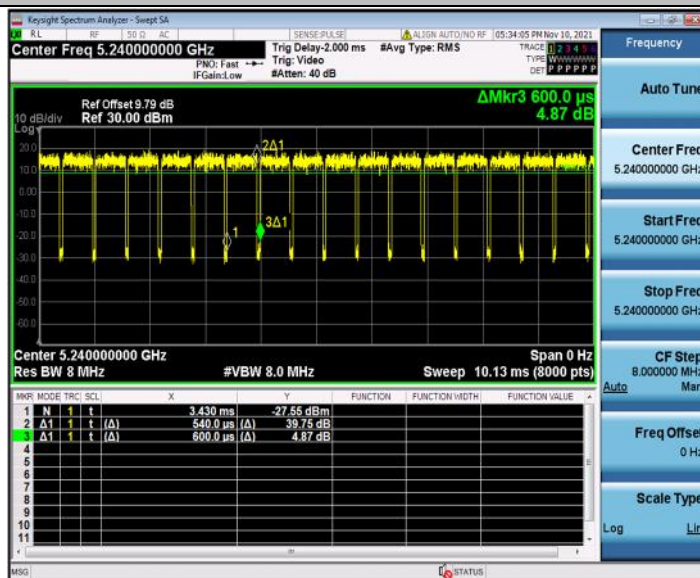 Keysight Spectrum Analyzer - Swept SA
RL RF 50 Ω AC SENSE:PULSE ALIGN AUTO/NO RF 05:34:05 PM Nov 10, 2021
Center Freq 5.240000000 GHz
PNO: Fast
IFGain:Low
Trig Delay-2.000 ms
Trig: Video
#Atten: 40 dB
#Avg Type: RMS
TRACE 1 2 3 4 5 6
TYPE WWWWWW
DET P P P P P P
ΔMkr3 600.0 µs
4.87 dB
Ref Offset 9.79 dB
10 dB/div Ref 30.00 dBm
Log
20.0
10.0
0.00
-10.0
-20.0
-30.0
-40.0
-50.0
-60.0
2Δ1
1
3Δ1
Center 5.240000000 GHz Span 0 Hz
Res BW 8 MHz #VBW 8.0 MHz Sweep 10.13 ms (8000 pts)
MKR MODE TRC SCL X Y FUNCTION FUNCTION WIDTH FUNCTION VALUE
1 N 1 t 3.430 ms -27.55 dBm
2 Δ1 1 t (Δ) 540.0 µs (Δ) 39.75 dB
3 Δ1 1 t (Δ) 600.0 µs (Δ) 4.87 dB
4
5
6
7
8
9
10
11
MSG STATUS
Frequency
Auto Tune
Center Freq
5.240000000 GHz
Start Freq
5.240000000 GHz
Stop Freq
5.240000000 GHz
CF Step
8.000000 MHz
Auto Man
Freq Offset
0 Hz
Scale Type
Log Lin